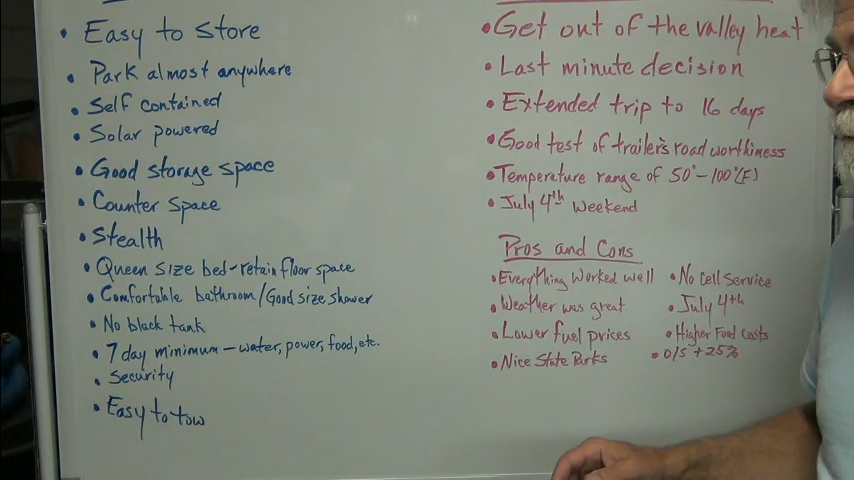 • Easy to store
• Park almost anywhere
• Self contained
• Solar powered
• Good storage space
• Counter Space
• Stealth
• Queen size bed - retain floor space
• Comfortable bathroom/Good size shower
• No black tank
• 7 day minimum - water, power, food, etc.
• Security
• Easy to tow
• Get out of the valley heat
• Last minute decision
• Extended trip to 16 days
• Good test of trailer's road worthiness
• Temperature range of 50° - 100° (F)
• July 4th Weekend
Pros and Cons
• Everything worked well
• Weather was great
• Lower fuel prices
• Nice State Parks
• No Cell Service
• July 4th
• Higher Food Costs
• O/S + 25%